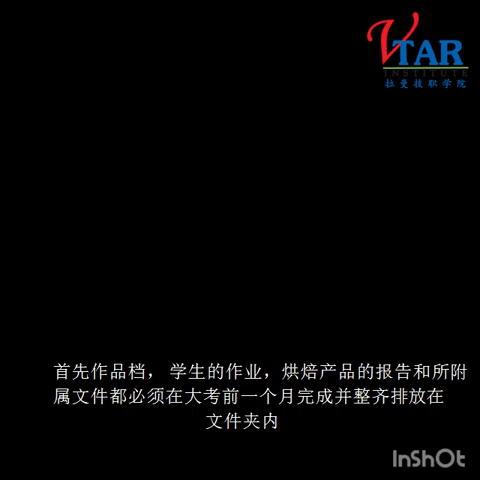 VTAR
INSTITUTE
拉曼技职学院
首先作品档， 学生的作业，烘焙产品的报告和所附
属文件都必须在大考前一个月完成并整齐排放在
文件夹内
InShOt